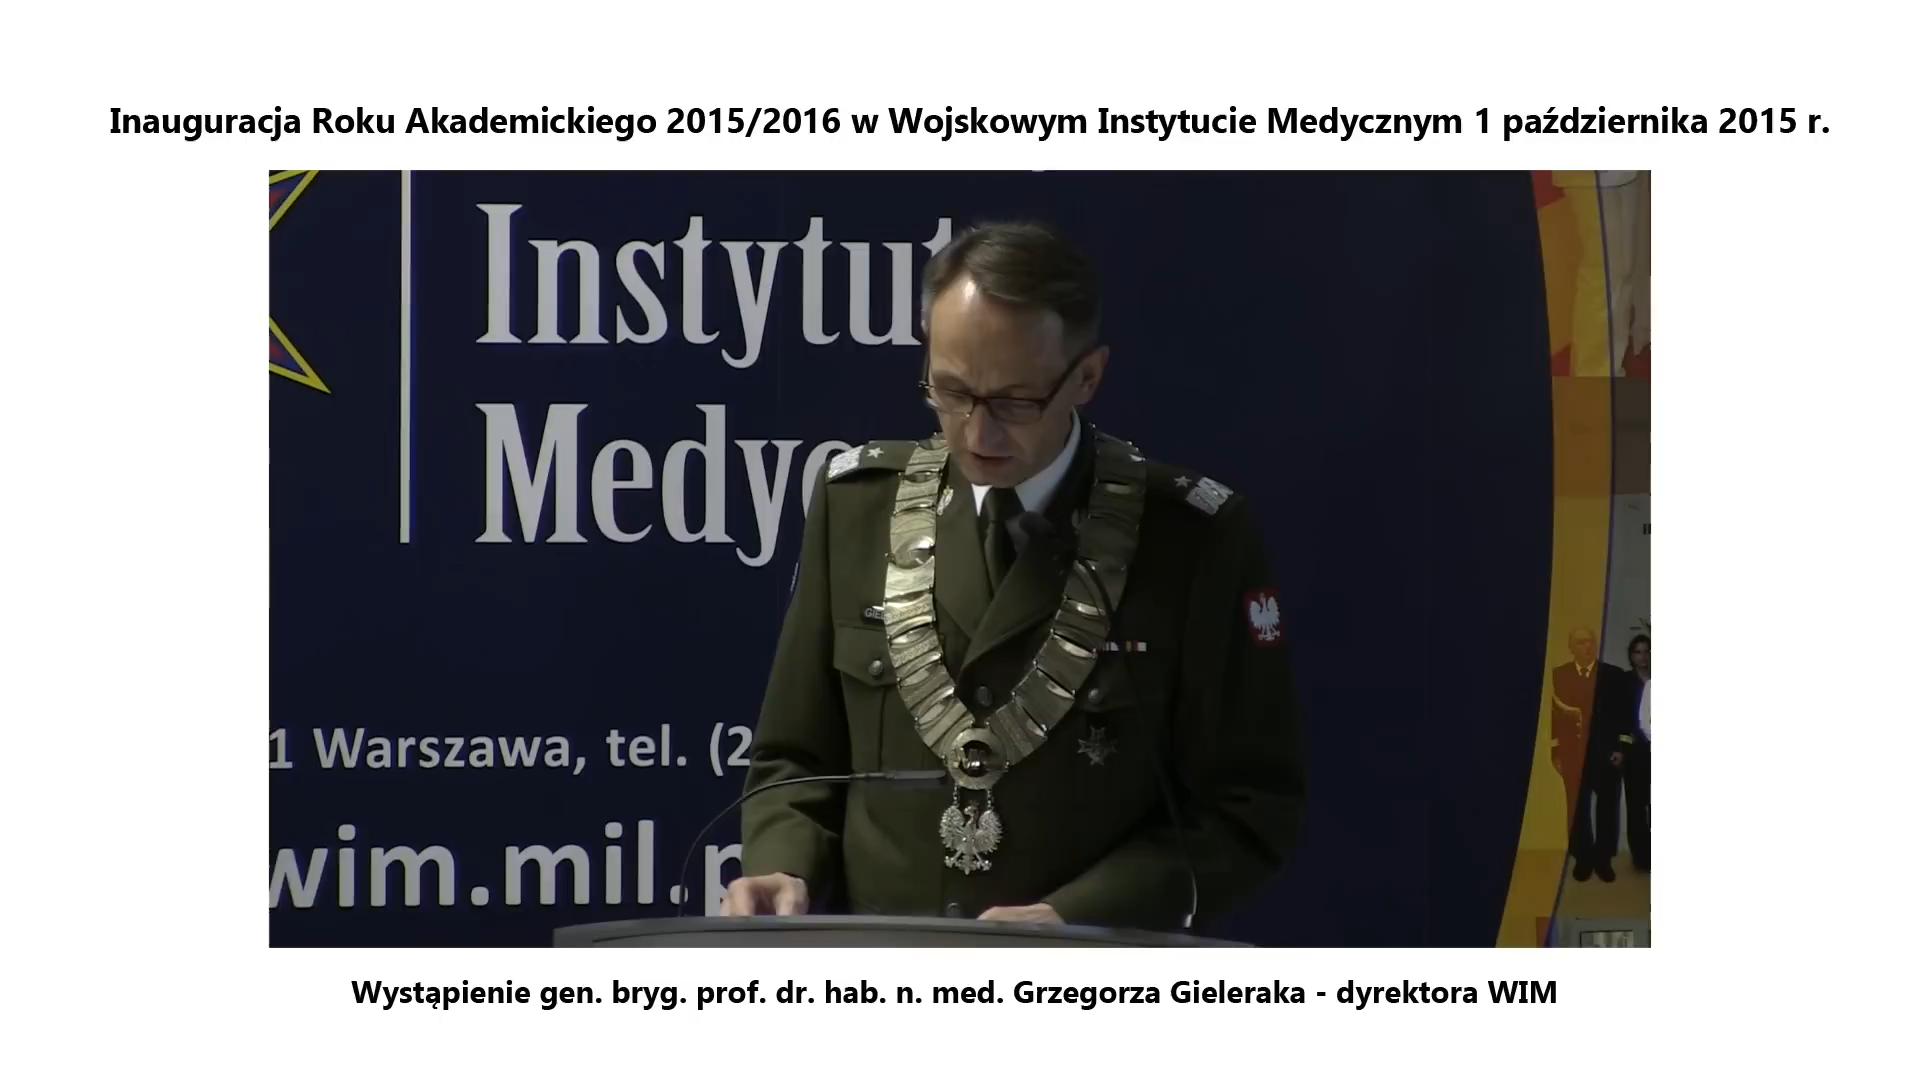 Inauguracja Roku Akademickiego 2015/2016 w Wojskowym Instytucie Medycznym 1 października 2015 r.
Instytut
Medyc
1 Warszawa, tel. (2
wim.mil.p
Wystąpienie gen. bryg. prof. dr. hab. n. med. Grzegorza Gieleraka - dyrektora WIM